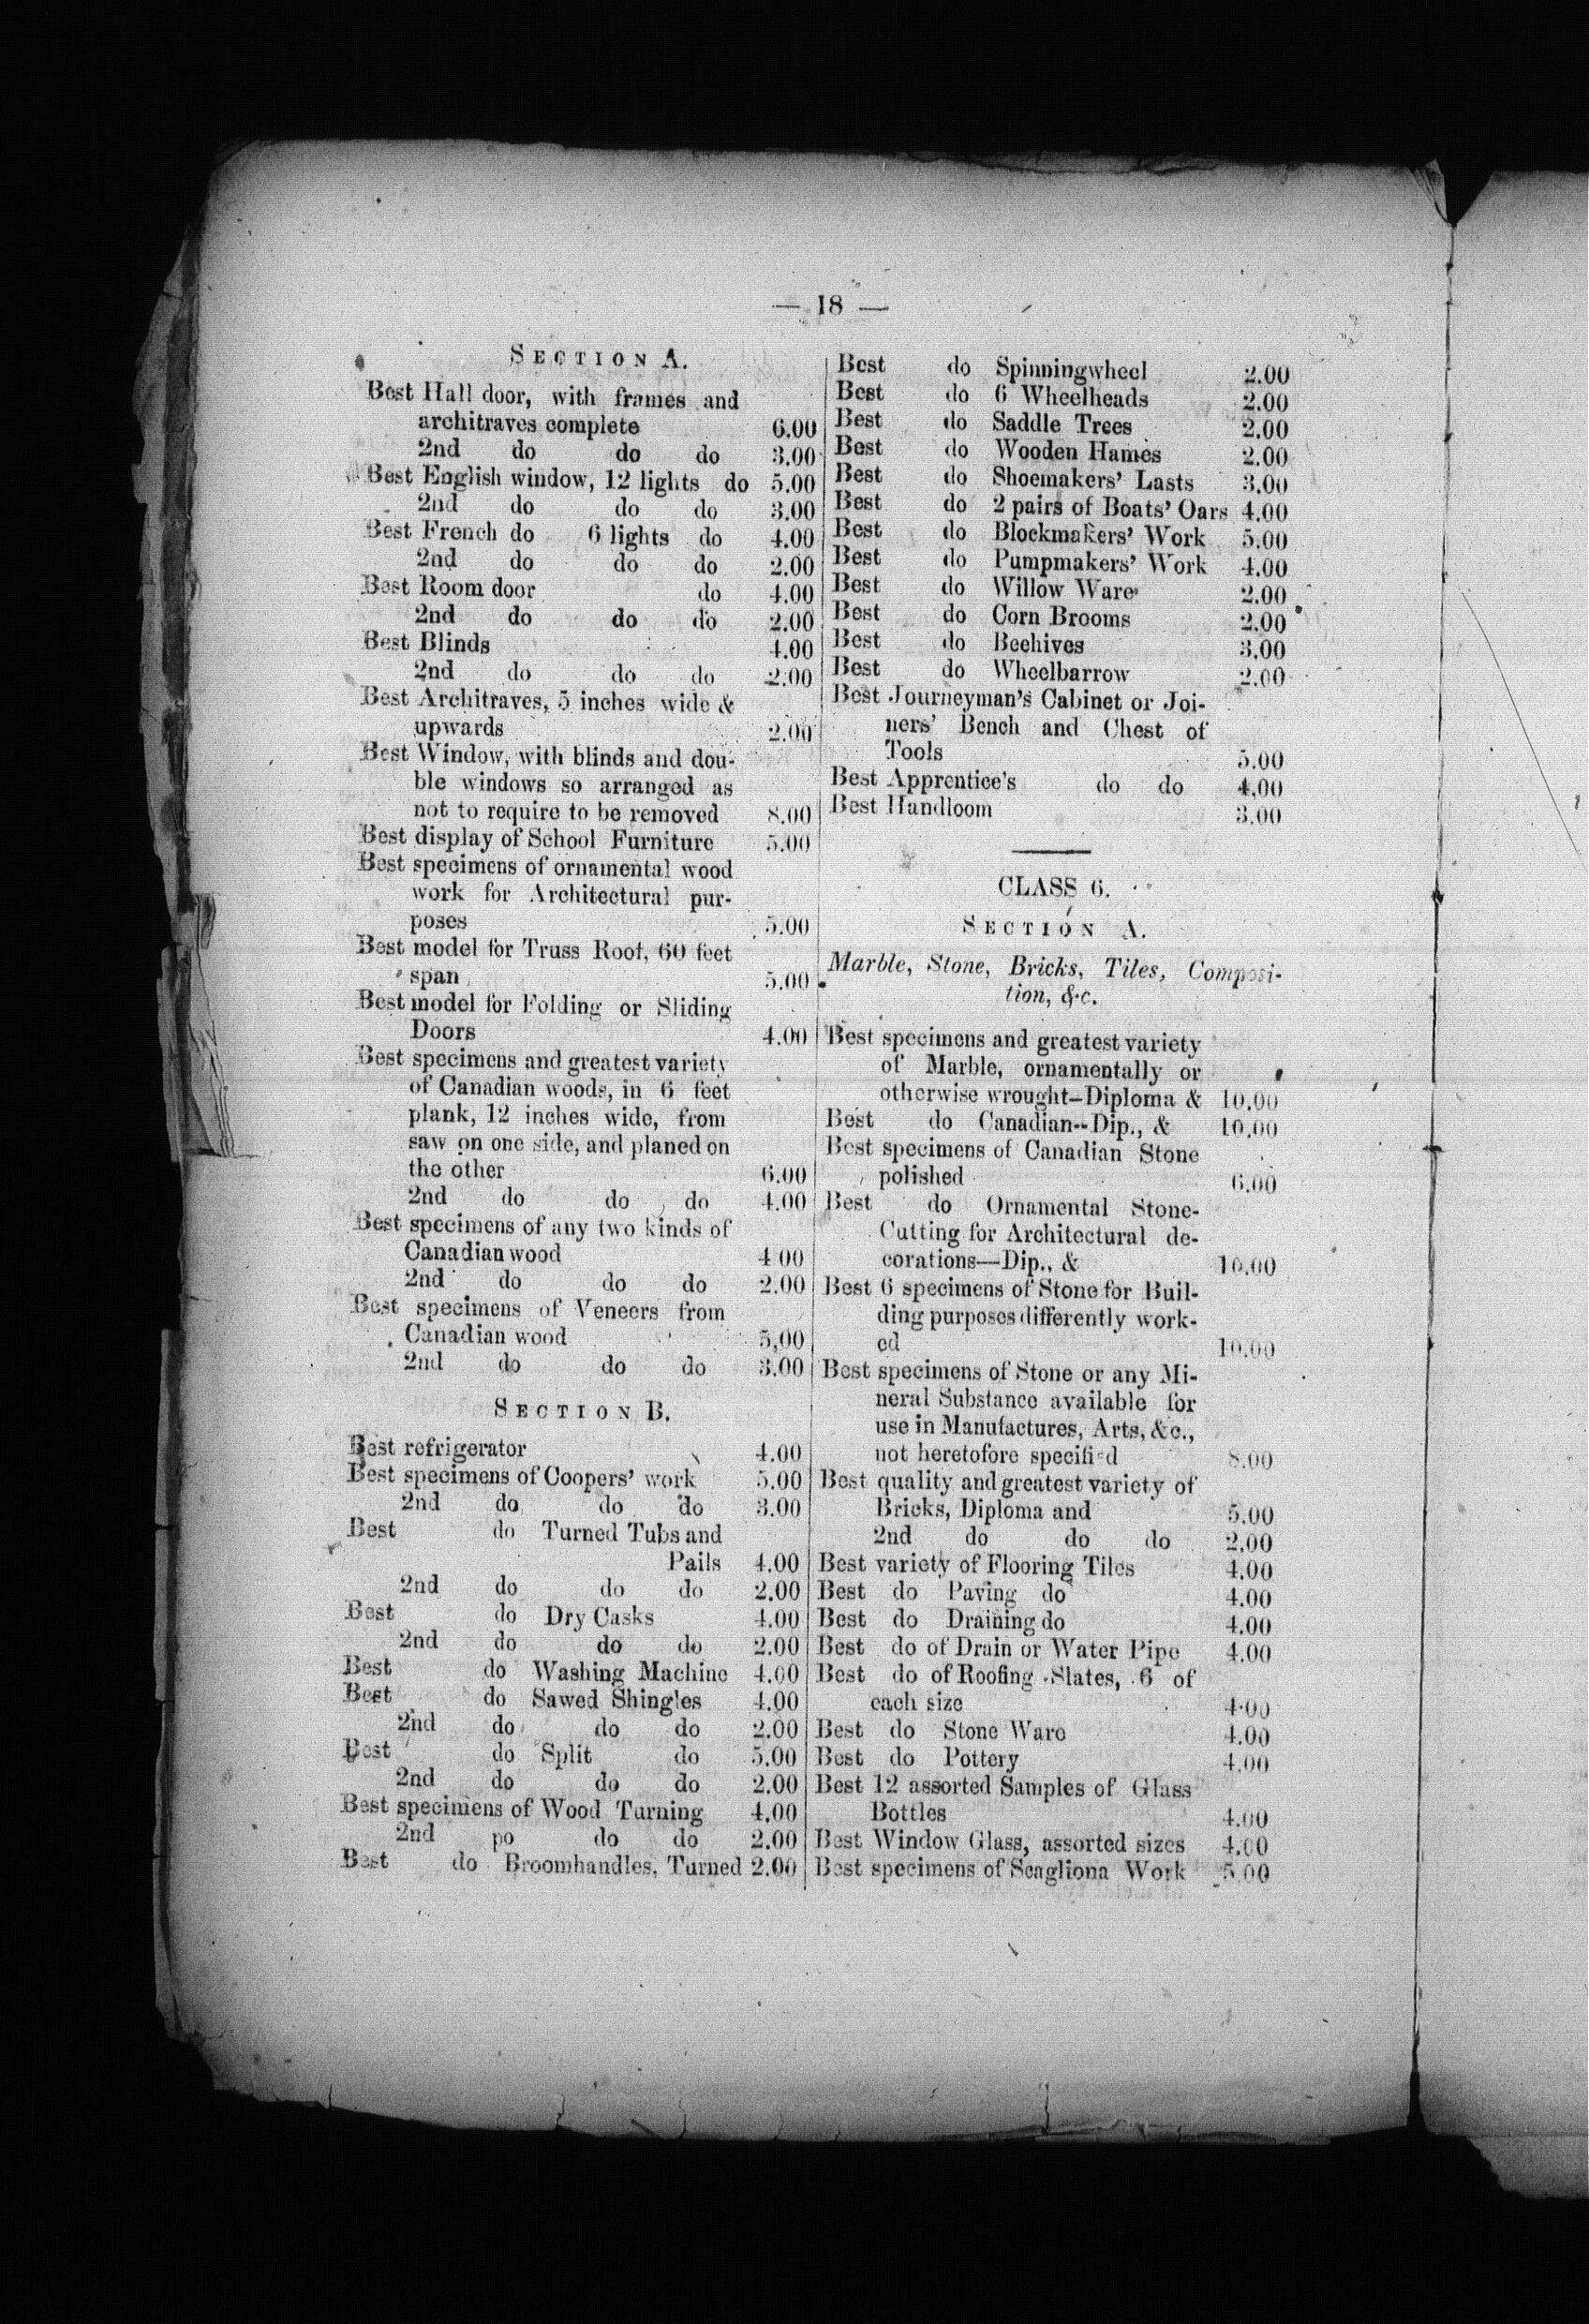 — 18 —
SECTION A.
Best Hall door, with frames and
architraves complete 6.00
2nd do do do 3.00
Best English window, 12 lights do 5.00
2nd do do do 3.00
Best French do 6 lights do 4.00
2nd do do do 2.00
Best Room door do 4.00
2nd do do do 2.00
Best Blinds 4.00
2nd do do do 2.00
Best Architraves, 5 inches wide &
upwards 2.00
Best Window, with blinds and dou-
ble windows so arranged as
not to require to be removed 8.00
Best display of School Furniture 5.00
Best specimens of ornamental wood
work for Architectural pur-
poses 5.00
Best model for Truss Roof, 60 feet
span 5.00
Best model for Folding or Sliding
Doors 4.00
Best specimens and greatest variety
of Canadian woods, in 6 feet
plank, 12 inches wide, from
saw on one side, and planed on
the other 6.00
2nd do do do 4.00
Best specimens of any two kinds of
Canadian wood 4 00
2nd do do do 2.00
Best specimens of Veneers from
Canadian wood 5,00
2nd do do do 3.00
SECTION B.
Best refrigerator 4.00
Best specimens of Coopers' work 5.00
2nd do do do 3.00
Best do Turned Tubs and
Pails 4.00
2nd do do do 2.00
Best do Dry Casks 4.00
2nd do do do 2.00
Best do Washing Machine 4.00
Best do Sawed Shingles 4.00
2nd do do do 2.00
Best do Split do 5.00
2nd do do do 2.00
Best specimens of Wood Turning 4,00
2nd po do do 2.00
Best do Broomhandles, Turned 2.00
Best do Spinningwheel 2.00
Best do 6 Wheelheads 2.00
Best do Saddle Trees 2.00
Best do Wooden Hames 2.00
Best do Shoemakers' Lasts 3.00
Best do 2 pairs of Boats' Oars 4.00
Best do Blockmakers' Work 5.00
Best do Pumpmakers' Work 4.00
Best do Willow Ware 2.00
Best do Corn Brooms 2.00
Best do Beehives 3.00
Best do Wheelbarrow 2.00
Best Journeyman's Cabinet or Joi-
ners' Bench and Chest of
Tools 5.00
Best Apprentice's do do 4,00
Best Handloom 3.00
CLASS 6.
SECTION A.
Marble, Stone, Bricks, Tiles, Composi-
tion, &c.
Best specimens and greatest variety
of Marble, ornamentally or
otherwise wrought—Diploma & 10.00
Best do Canadian--Dip., & 10.00
Best specimens of Canadian Stone
polished 6.00
Best do Ornamental Stone-
Cutting for Architectural de-
corations—Dip., & 10.00
Best 6 specimens of Stone for Buil-
ding purposes differently work-
ed 10.00
Best specimens of Stone or any Mi-
neral Substance available for
use in Manufactures, Arts, &c.,
not heretofore specified 8.00
Best quality and greatest variety of
Bricks, Diploma and 5.00
2nd do do do 2,00
Best variety of Flooring Tiles 4.00
Best do Paving do 4.00
Best do Draining do 4.00
Best do of Drain or Water Pipe 4.00
Best do of Roofing Slates, 6 of
each size 4.00
Best do Stone Ware 4.00
Best do Pottery 4.00
Best 12 assorted Samples of Glass
Bottles 4.00
Best Window Glass, assorted sizes 4.00
Best specimens of Scagliona Work 5.00